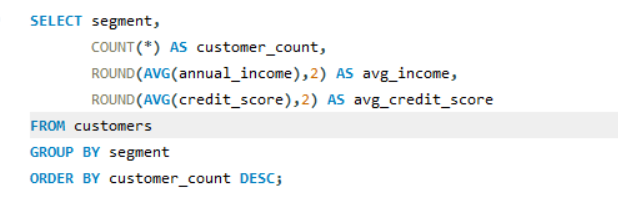 SELECT segment,
COUNT(*) AS customer_count,
ROUND(AVG(annual_income),2) AS avg_income,
ROUND(AVG(credit_score),2) AS avg_credit_score
FROM customers
GROUP BY segment
ORDER BY customer_count DESC;